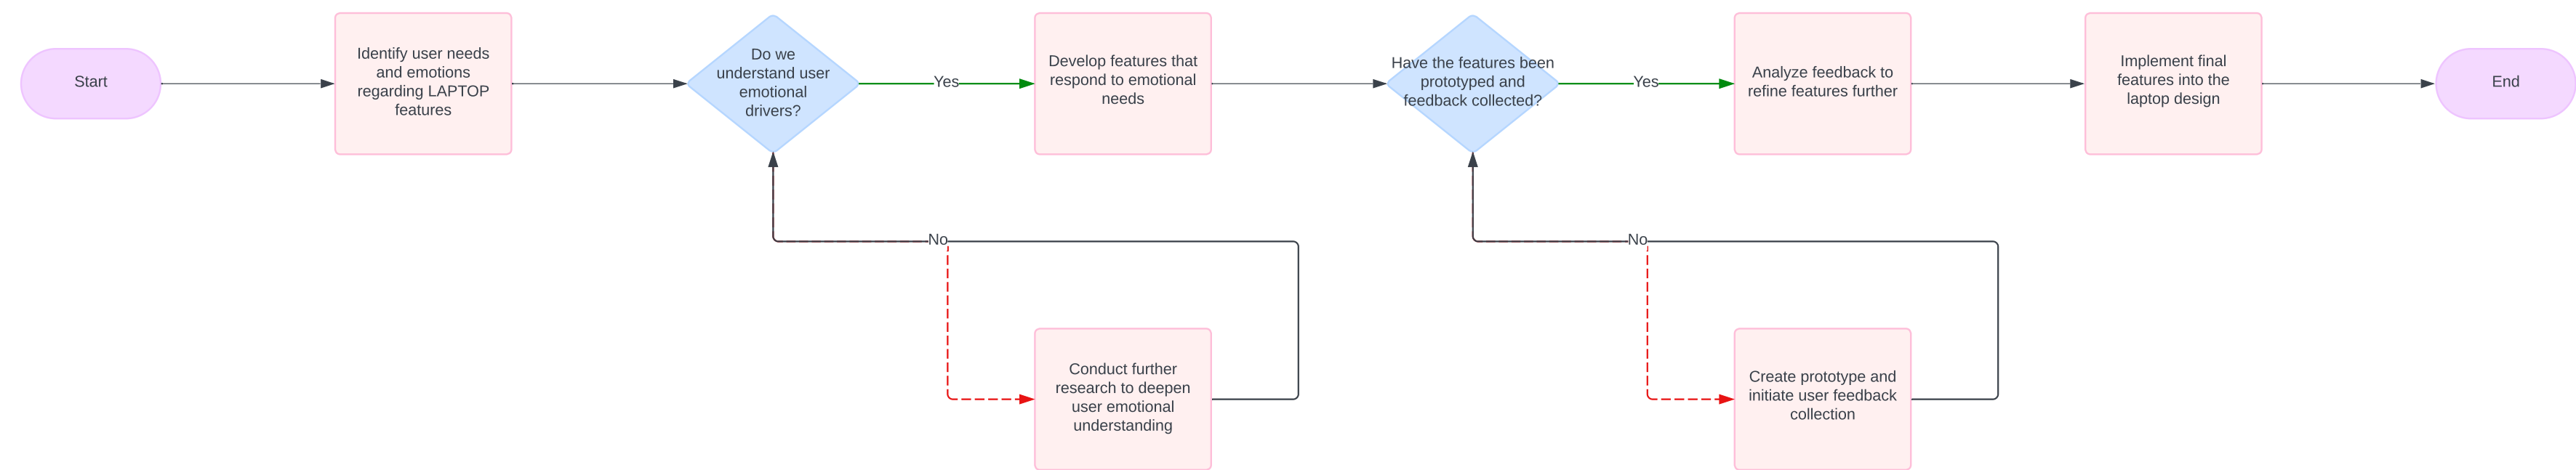 Start
Identify user needs
and emotions
regarding LAPTOP
features
Do we
understand user
emotional
drivers?
Yes
Develop features that
respond to emotional
needs
Have the features been
prototyped and
feedback collected?
Yes
Analyze feedback to
refine features further
Implement final
features into the
laptop design
End
No
Conduct further
research to deepen
user emotional
understanding
No
Create prototype and
initiate user feedback
collection